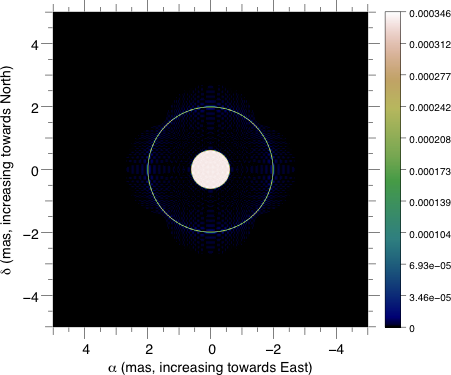 4
2
0
−2
−4
4 2 0 −2 −4
α (mas, increasing towards East)
δ (mas, increasing towards North)
0.000346
0.000312
0.000277
0.000242
0.000208
0.000173
0.000139
0.000104
6.93e−05
3.46e−05
0